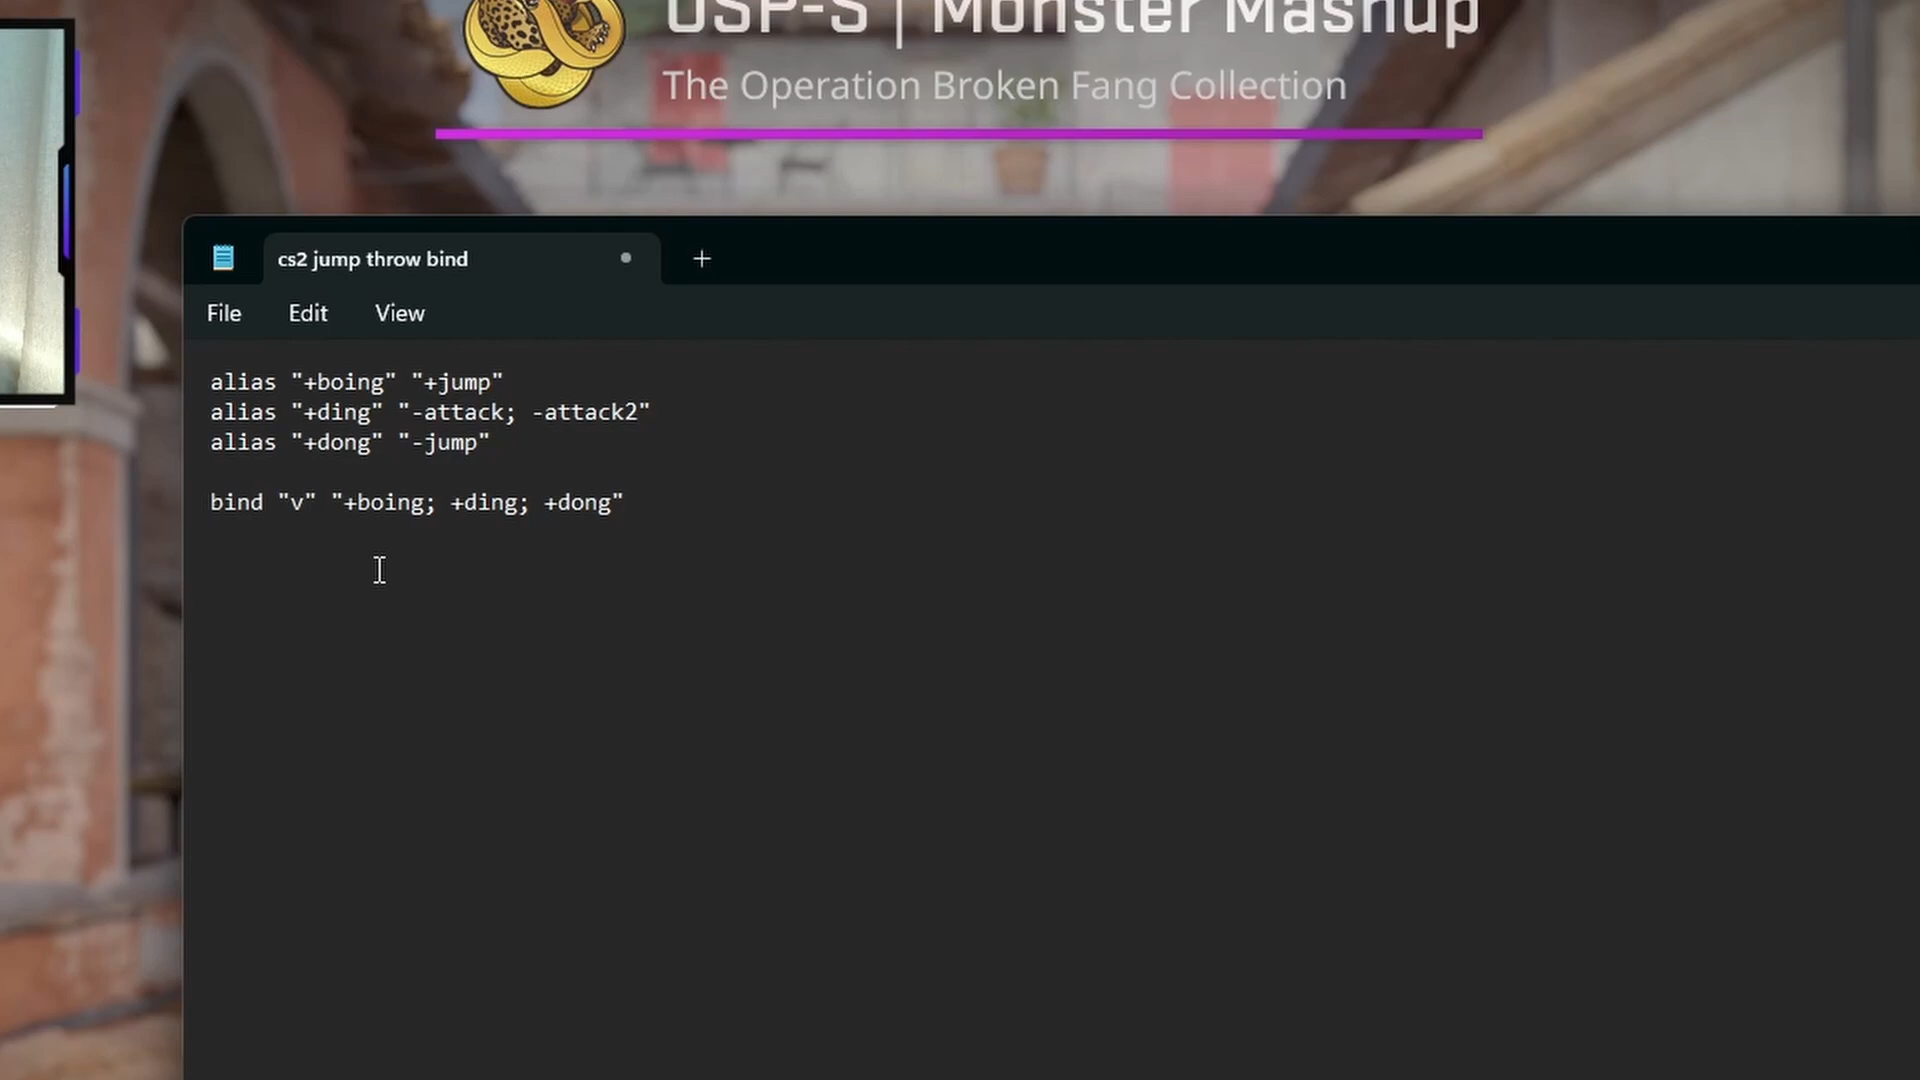 USP-S | Monster Mashup
The Operation Broken Fang Collection
cs2 jump throw bind
File Edit View
alias "+boing" "+jump"
alias "+ding" "-attack; -attack2"
alias "+dong" "-jump"
bind "v" "+boing; +ding; +dong"